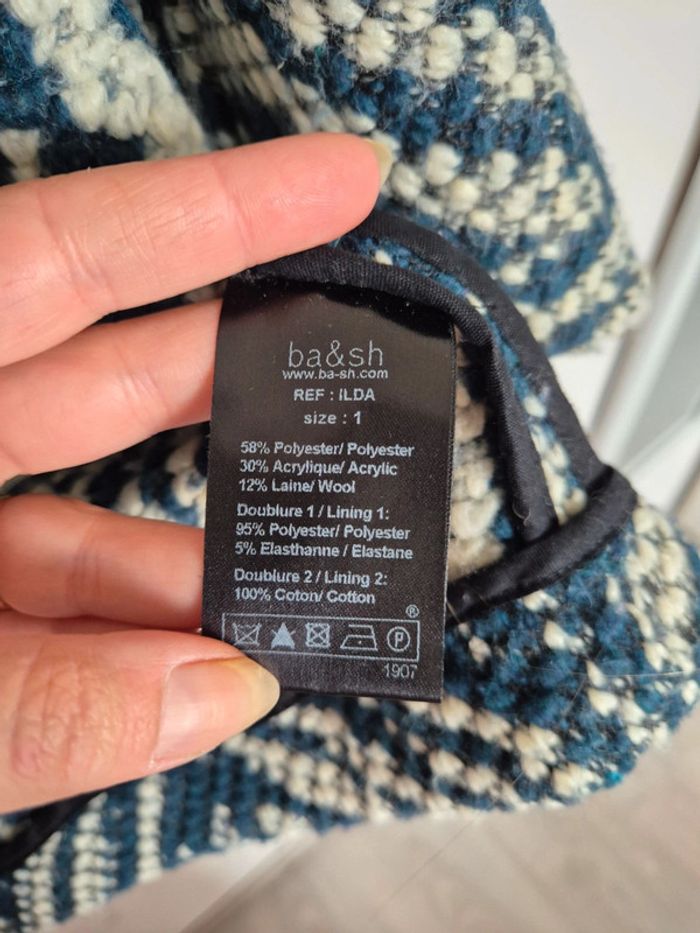 ba&sh
www.ba-sh.com
REF : ILDA
size : 1
58% Polyester/ Polyester
30% Acrylique/ Acrylic
12% Laine/ Wool
Doublure 1 / Lining 1:
95% Polyester/ Polyester
5% Elasthanne / Elastane
Doublure 2 / Lining 2:
100% Coton/ Cotton
®
P
1907